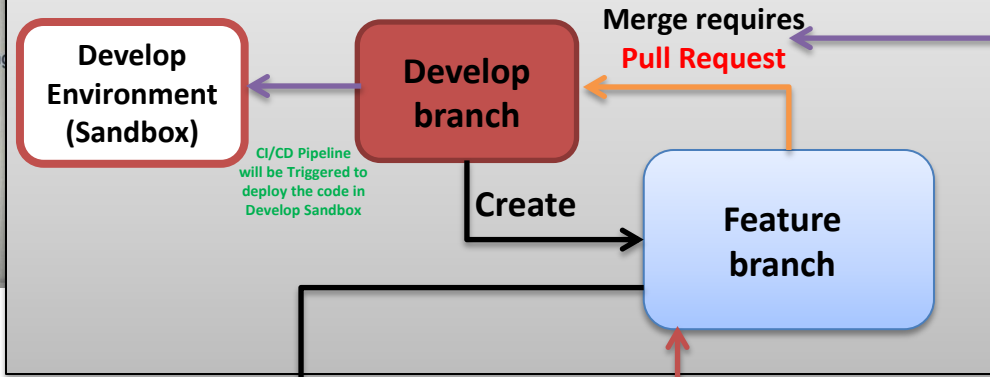 Develop
Environment
(Sandbox)
Develop
branch
Merge requires
Pull Request
CI/CD Pipeline
will be Triggered to
deploy the code in
Develop Sandbox
Create
Feature
branch